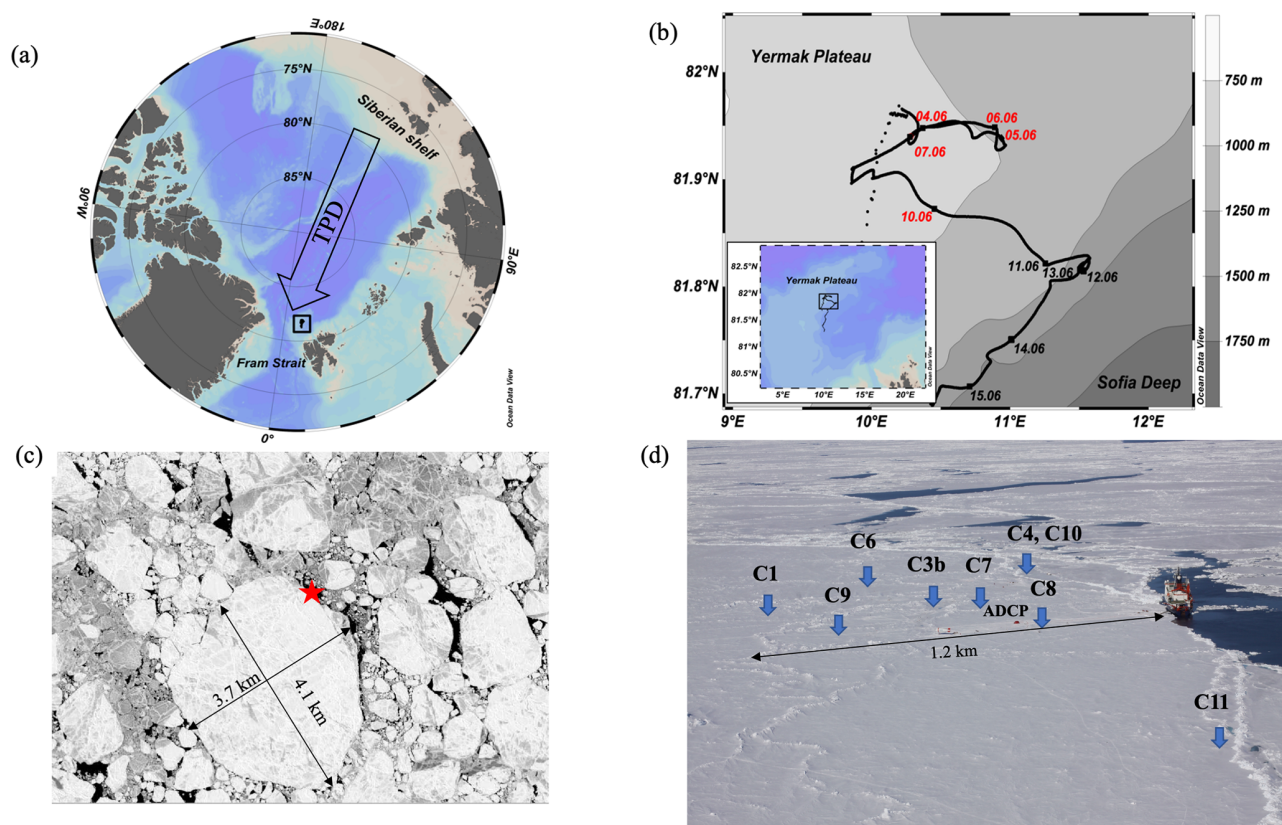 (a)
180°E
75°N
80°N
85°N
Siberian shelf
TPD
90°W
90°E
Fram Strait
0°
Ocean Data View
(b)
82°N
81.9°N
81.8°N
81.7°N
9°E
10°E
11°E
12°E
Yermak Plateau
04.06
06.06
05.06
07.06
10.06
11.06
13.06
12.06
14.06
15.06
Sofia Deep
82.5°N
82°N
81.5°N
81°N
80.5°N
Yermak Plateau
5°E
10°E
15°E
20°E
Ocean Data View
750 m
1000 m
1250 m
1500 m
1750 m
Ocean Data View
(c)
3.7 km
4.1 km
(d)
C4, C10
C6
C3b
C7
C1
C9
ADCP
C8
1.2 km
C11